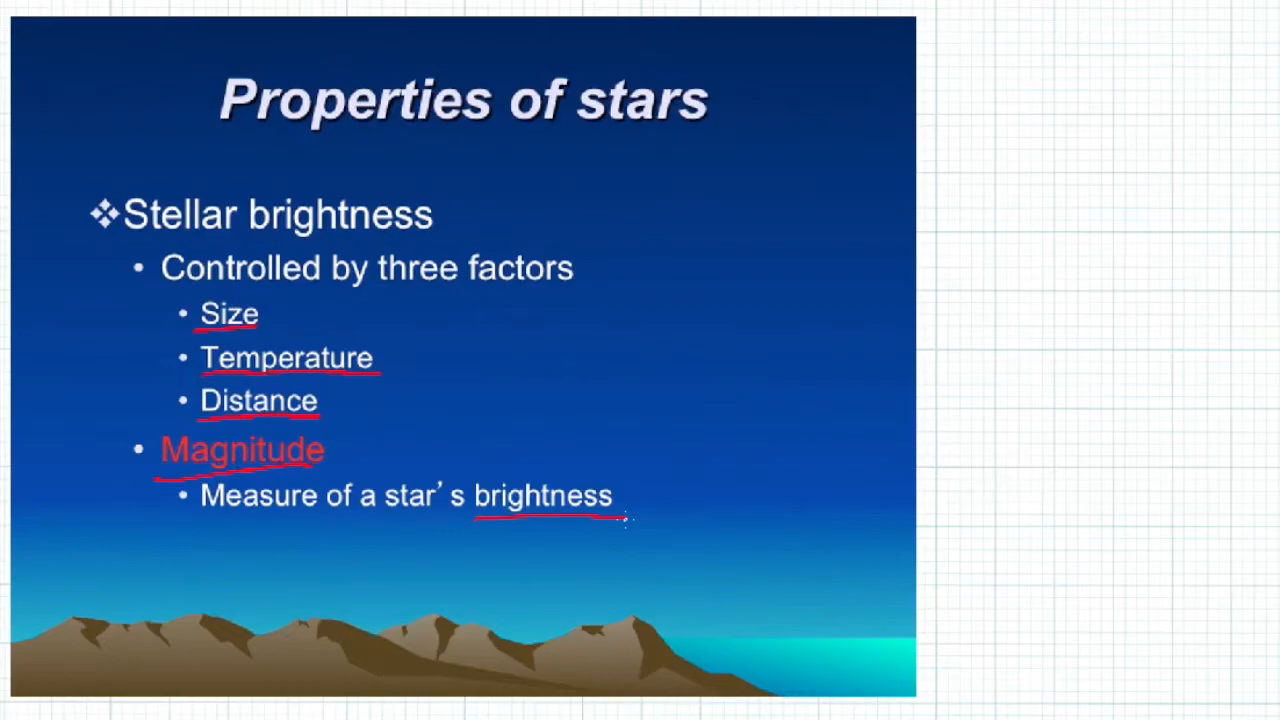 Properties of stars
❖Stellar brightness
• Controlled by three factors
• Size
• Temperature
• Distance
• Magnitude
• Measure of a star’s brightness